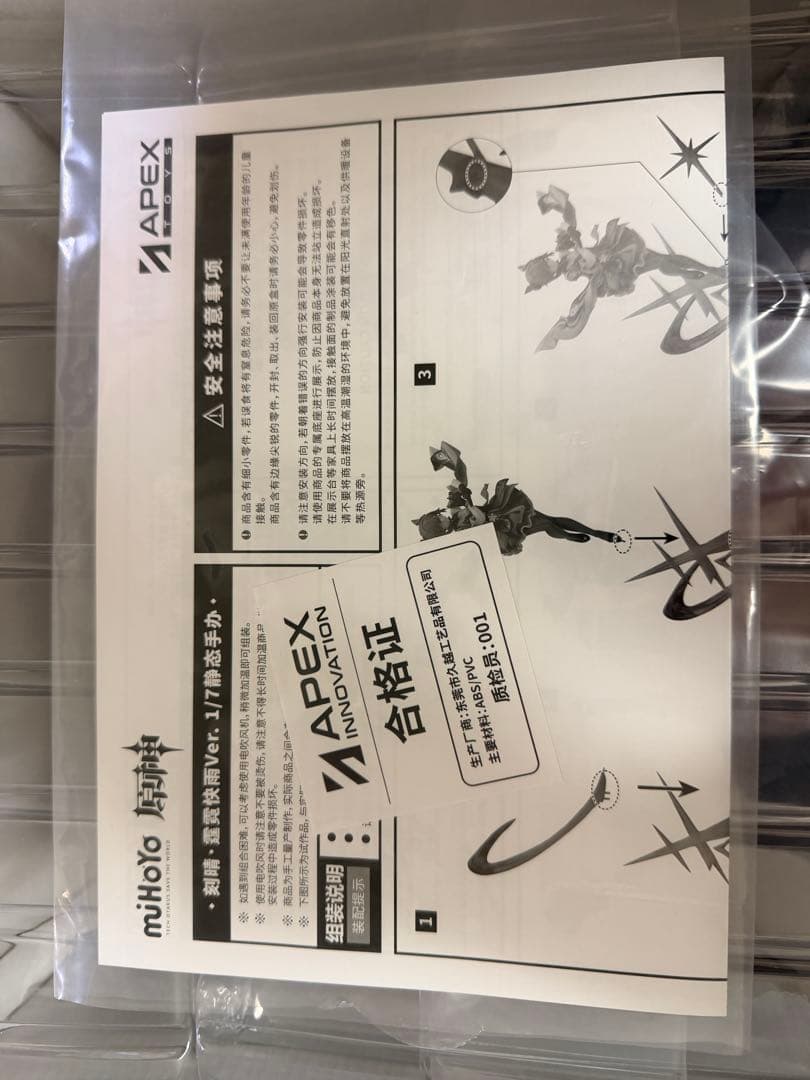 miHoYo
TECH OTAKUS SAVE THE WORLD
原神
APEX
TOYS
·刻晴·霆霓快雨Ver. 1/7静态手办·
※ 如遇到组合困难，可以考虑使用电吹风机，稍微加温即可组装。
※ 使用电吹风时请注意不要被烫伤，请注意不得长时间加温商
安装过程中造成零件损坏。
※ 商品为手工量产制作，实际商品之间会
※ 下图所示为试作品，
组装说明
装配提示
⚠ 安全注意事项
商品含有细小零件，若误食将有窒息危险，请务必不要让未满使用年龄的儿童
接触。
商品含有边缘尖锐的零件，开封、取出、装回原盒时请务必小心，避免划伤。
请注意安装方向，若朝着错误的方向强行安装可能会导致零件损坏。
请使用商品的专属底座进行展示，防止因商品本身无法站立造成损坏。
在展示台等家具上长时间摆放，接触面的制品涂装可能会有移色。
请不要将商品摆放在高温潮湿的环境中，避免放置在阳光直射处以及供暖设备
等热源旁。
APEX
INNOVATION
合格证
生产厂商：东莞市久越工艺品有限公司
主要材料：ABS/PVC
质检员：001
1
3